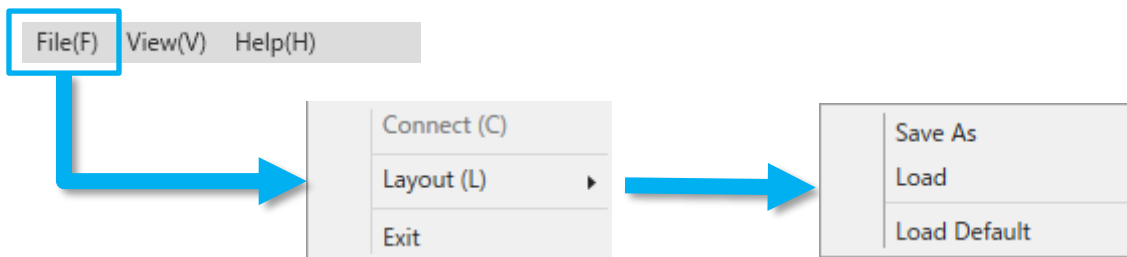 File(F) View(V) Help(H)
Connect (C)
Layout (L)
Exit
Save As
Load
Load Default